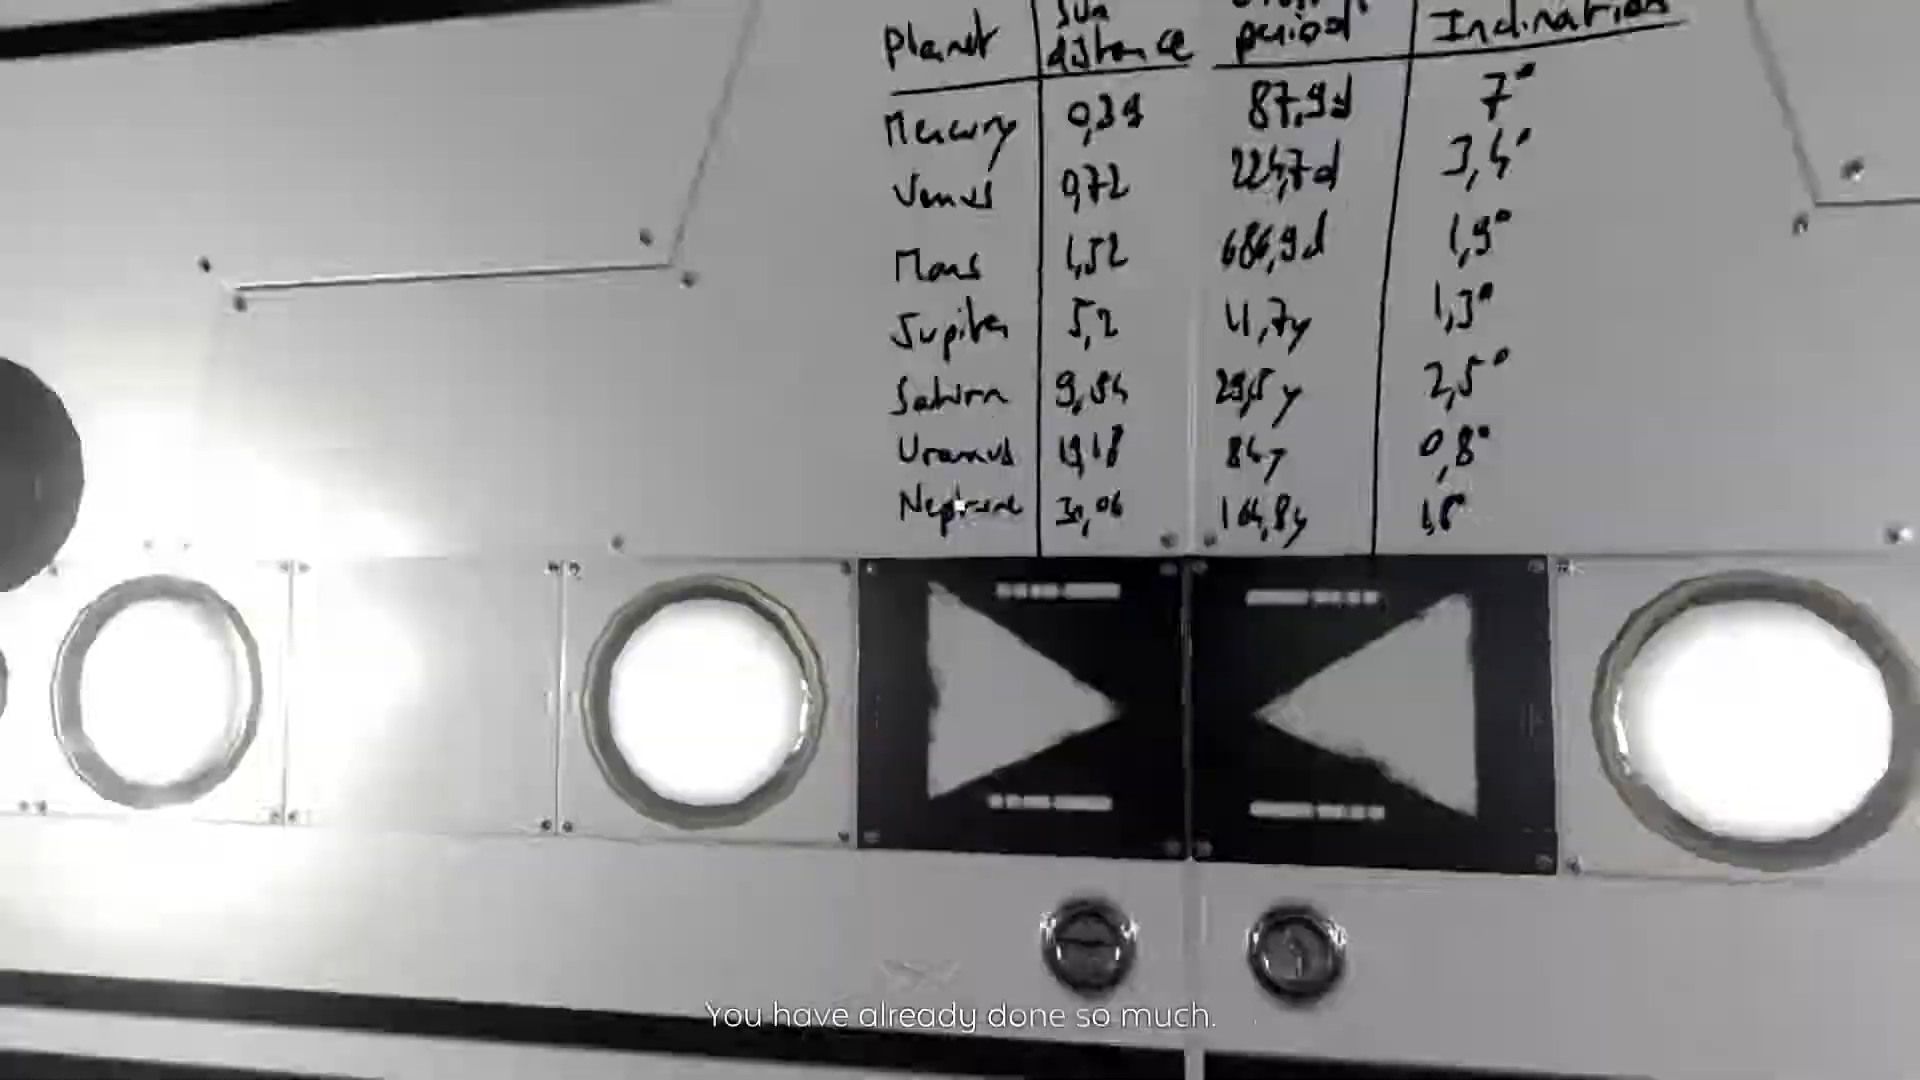 Planet Sun distance period Inclination
Mercury 0,39 87,9d 7°
Venus 0,72 224,7d 3,4°
Mars 1,52 686,9d 1,9°
Jupiter 5,2 11,7y 1,3°
Saturn 9,54 29,5y 2,5°
Uranus 19,18 84y 0,8°
Neptune 30,06 164,8y 1,8°
You have already done so much.